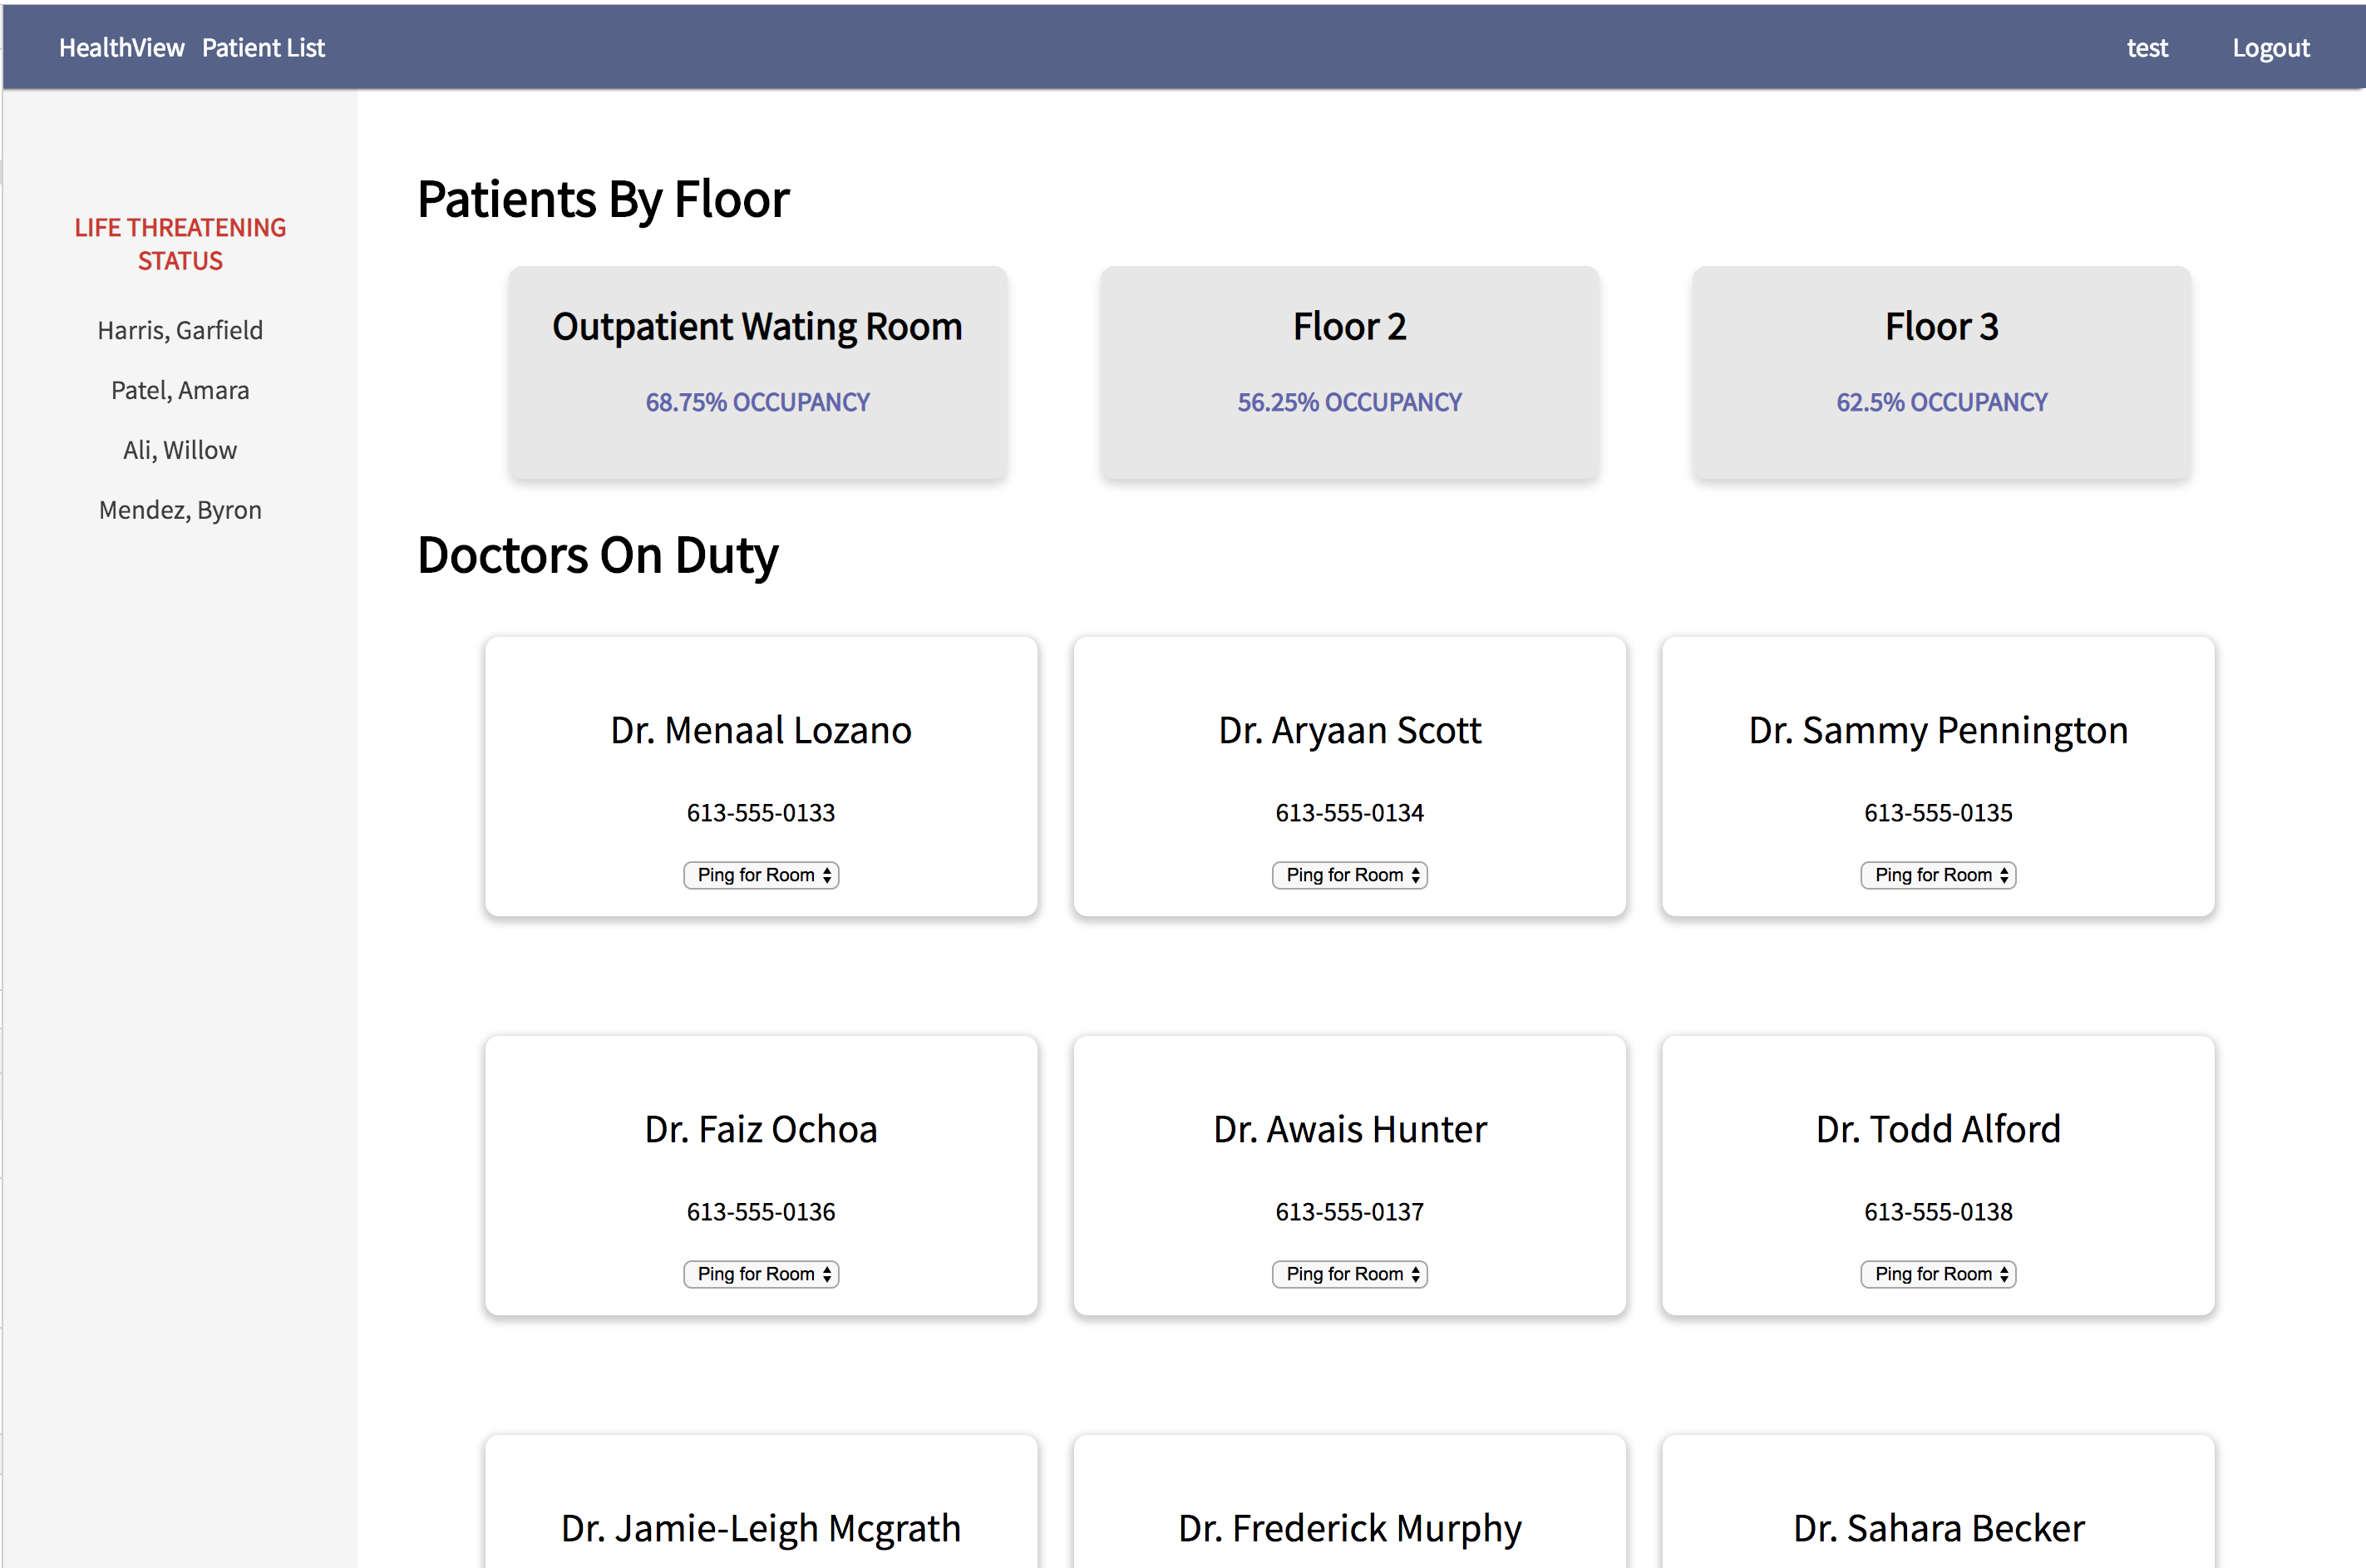 HealthView Patient List test Logout
LIFE THREATENING
STATUS
Harris, Garfield
Patel, Amara
Ali, Willow
Mendez, Byron
Patients By Floor
Outpatient Wating Room
68.75% OCCUPANCY
Floor 2
56.25% OCCUPANCY
Floor 3
62.5% OCCUPANCY
Doctors On Duty
Dr. Menaal Lozano
613-555-0133
Ping for Room
Dr. Aryaan Scott
613-555-0134
Ping for Room
Dr. Sammy Pennington
613-555-0135
Ping for Room
Dr. Faiz Ochoa
613-555-0136
Ping for Room
Dr. Awais Hunter
613-555-0137
Ping for Room
Dr. Todd Alford
613-555-0138
Ping for Room
Dr. Jamie-Leigh Mcgrath
Dr. Frederick Murphy
Dr. Sahara Becker